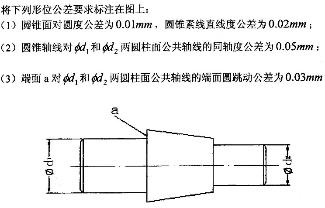 将下列形位公差要求标注在图上：
（1）圆锥面对圆度公差为0.01mm，圆锥素线直线度公差为0.02mm；
（2）圆锥轴线对ϕd₁和ϕd₂两圆柱面公共轴线的同轴度公差为0.05mm；
（3）端面a对ϕd₁和ϕd₂两圆柱面公共轴线的端面圆跳动公差为0.03mm
a
Ød
Ød